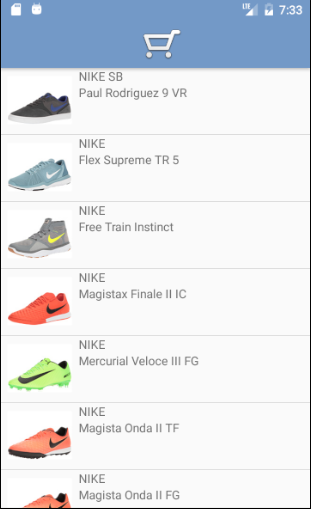 LTE 7:33
NIKE SB
Paul Rodriguez 9 VR
NIKE
Flex Supreme TR 5
NIKE
Free Train Instinct
NIKE
Magistax Finale II IC
NIKE
Mercurial Veloce III FG
NIKE
Magista Onda II TF
NIKE
Magista Onda II FG